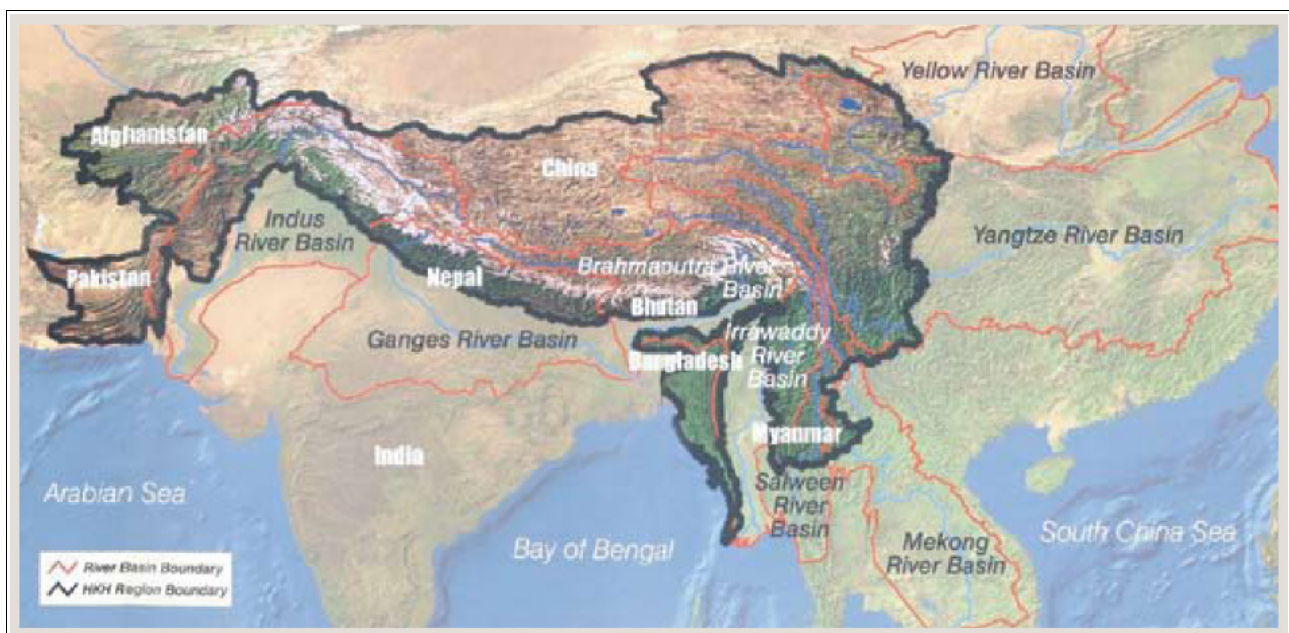 Yellow River Basin
Afghanistan
China
Indus
River Basin
Yangtze River Basin
Pakistan
Nepal
Brahmaputra River
Basin
Bhutan
Irrawaddy
River
Basin
Ganges River Basin
Bangladesh
Myanmar
India
Arabian Sea
Salween
River
Basin
South China Sea
Bay of Bengal
Mekong
River Basin
River Basin Boundary
HKH Region Boundary